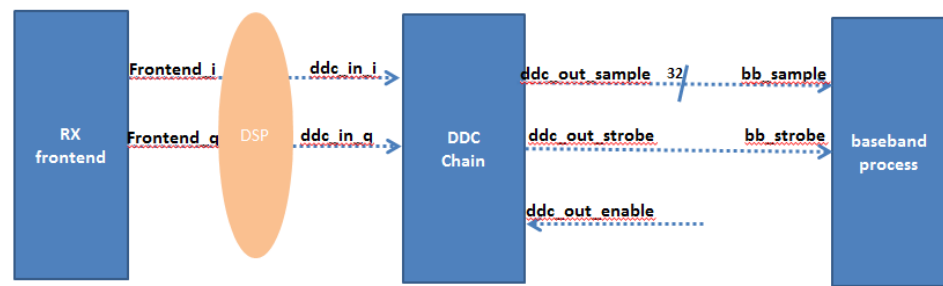 Frontend_i
ddc_in_i
ddc_out_sample
32
bb_sample
RX
frontend
Frontend_q
DSP
ddc_in_q
DDC
Chain
ddc_out_strobe
bb_strobe
baseband
process
ddc_out_enable